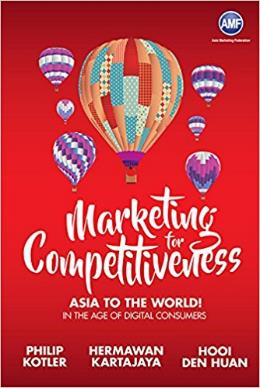 AMF
Asia Marketing Federation
Marketing
for
Competitiveness
ASIA TO THE WORLD!
IN THE AGE OF DIGITAL CONSUMERS
PHILIP HERMAWAN HOOI
KOTLER KARTAJAYA DEN HUAN